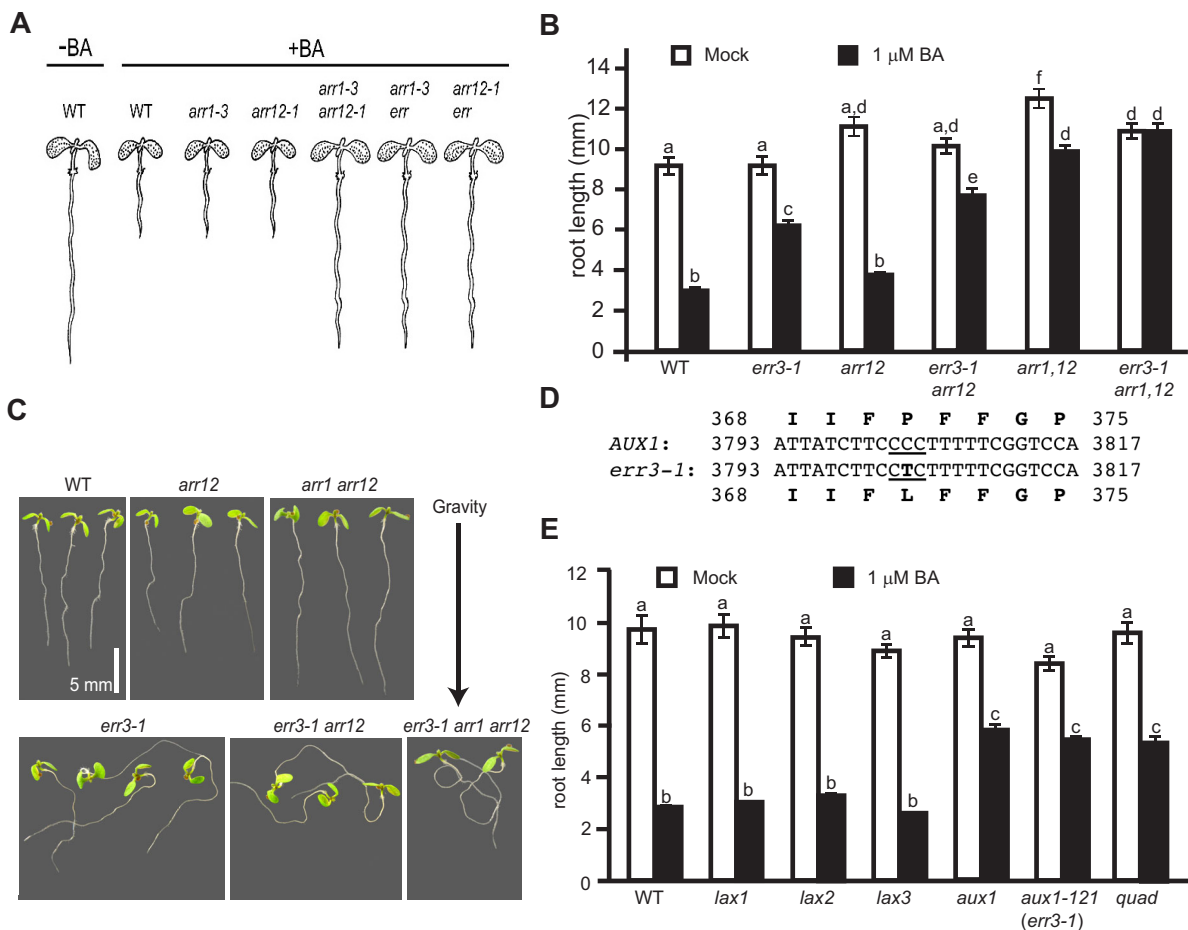 A
-BA
+BA
WT
WT
arr1-3
arr12-1
arr1-3
arr12-1
arr1-3
err
arr12-1
err
B
Mock
1 μM BA
root length (mm)
14
12
10
8
6
4
2
0
a
b
a
c
a,d
b
a,d
e
f
d
d
d
WT
err3-1
arr12
err3-1
arr12
arr1,12
err3-1
arr1,12
C
WT
arr12
arr1 arr12
Gravity
5 mm
err3-1
err3-1 arr12
err3-1 arr1 arr12
D
368 I I F P F F G P 375
AUX1: 3793 ATTATCTTCCCCTTTTTCGGTCCA 3817
err3-1: 3793 ATTATCTTCCTCTTTTTCGGTCCA 3817
368 I I F L F F G P 375
E
Mock
1 μM BA
root length (mm)
12
10
8
6
4
2
0
a
b
a
b
a
b
a
b
a
c
a
c
a
c
WT
lax1
lax2
lax3
aux1
aux1-121
(err3-1)
quad